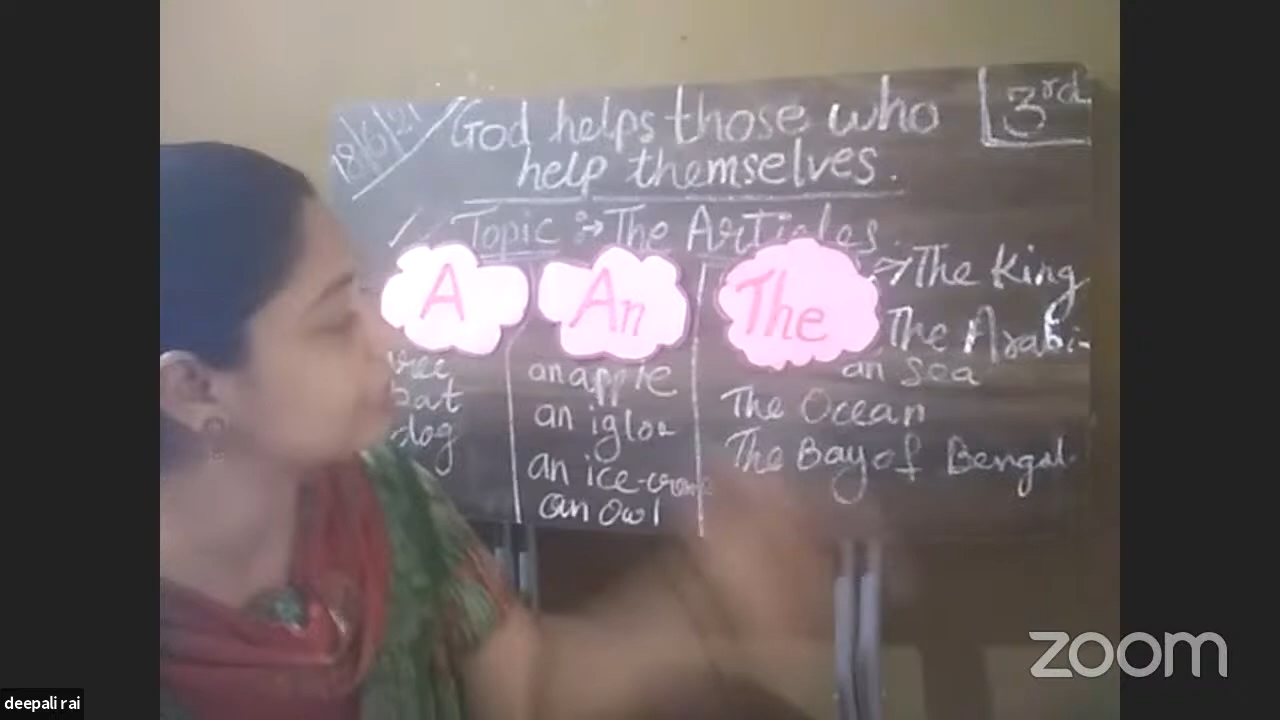 18/6/21
God helps those who
help themselves.
3rd
Topic :→ The Articles
A
An
The
→ The King
The Arabi-
an Sea
The Ocean
The Bay of Bengal.
an apple
an igloo
an ice-
an owl
dog
zoom
deepali rai